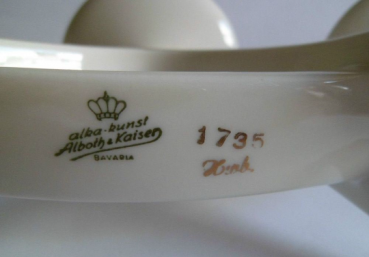 alba-kunst
Alboth & Kaiser
BAVARIA
1735